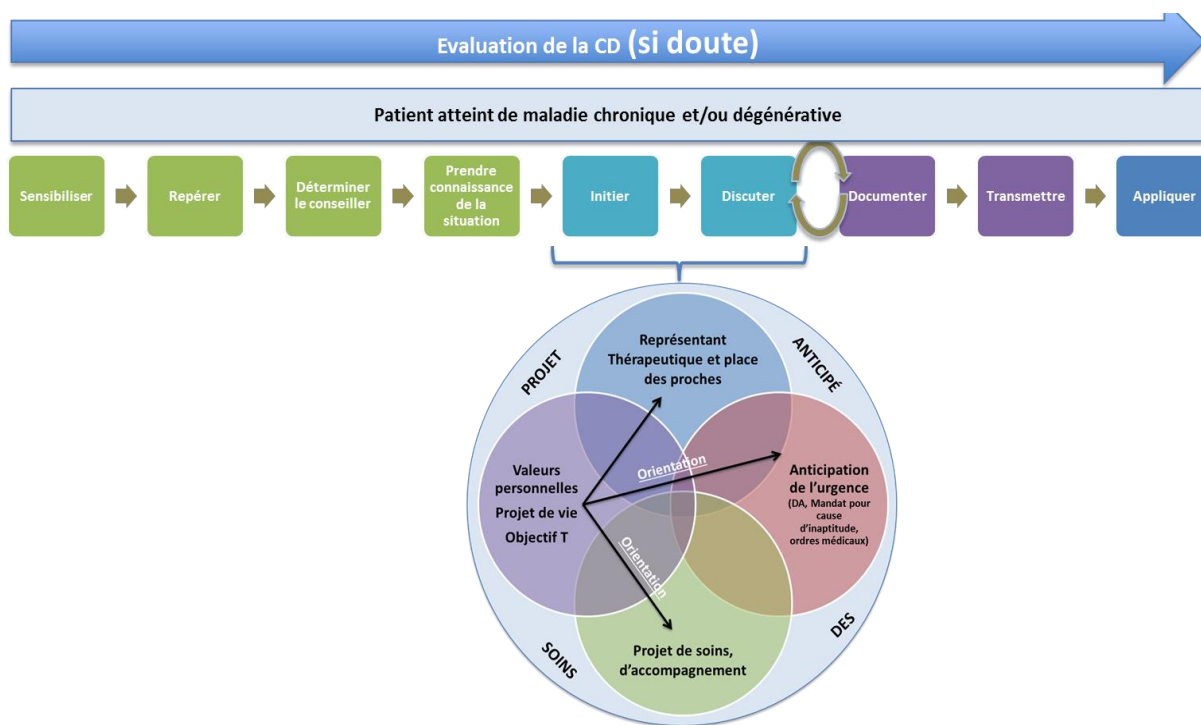 Evaluation de la CD (si doute)
Patient atteint de maladie chronique et/ou dégénérative
Sensibiliser
Repérer
Déterminer
le conseiller
Prendre
connaissance
de la
situation
Initier
Discuter
Documenter
Transmettre
Appliquer
PROJET
ANTICIPÉ
DES
SOINS
Représentant
Thérapeutique et place
des proches
Valeurs
personnelles
Projet de vie
Objectif T
Orientation
Orientation
Anticipation
de l'urgence
(DA, Mandat pour
cause
d'inaptitude,
ordres médicaux)
Projet de soins,
d'accompagnement